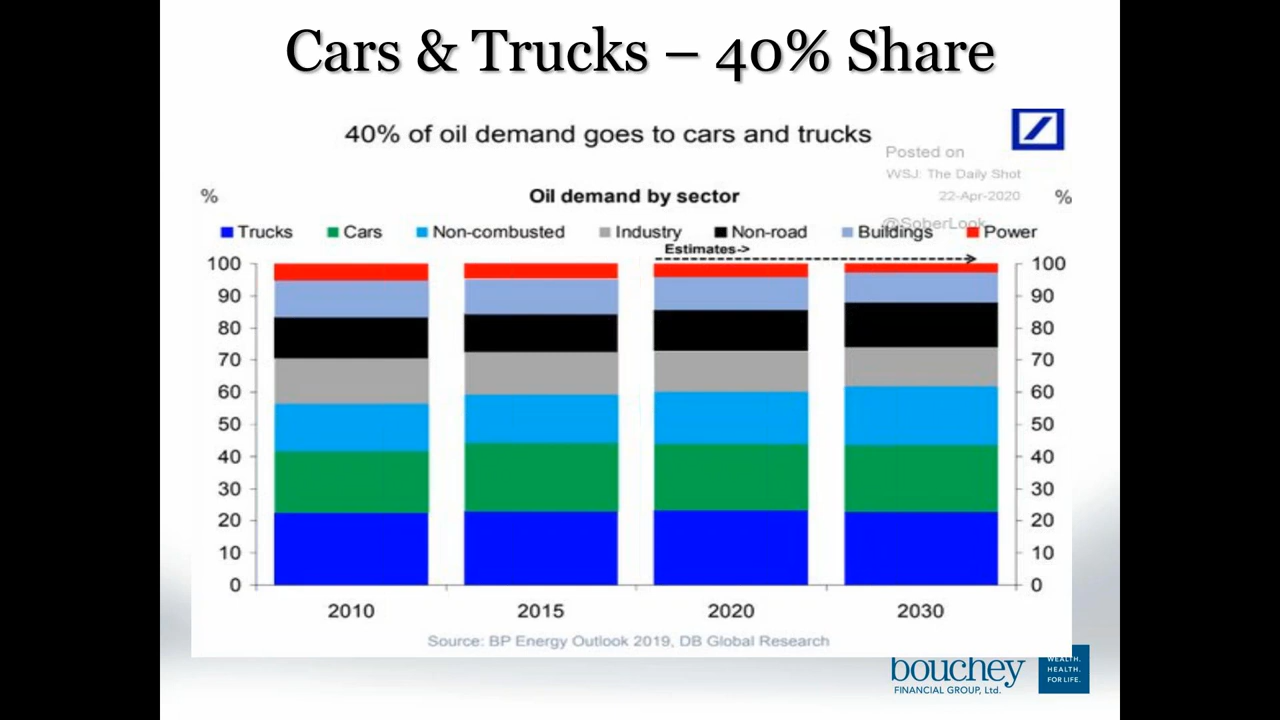 Cars & Trucks – 40% Share
40% of oil demand goes to cars and trucks
Posted on
WSJ: The Daily Shot
22-Apr-2020
@SoberLook
% Oil demand by sector %
Trucks Cars Non-combusted Industry Non-road Buildings Power
Estimates->
100 100
90 90
80 80
70 70
60 60
50 50
40 40
30 30
20 20
10 10
0 0
2010 2015 2020 2030
Source: BP Energy Outlook 2019, DB Global Research
bouchey
FINANCIAL GROUP, Ltd.
WEALTH.
HEALTH.
FOR LIFE.